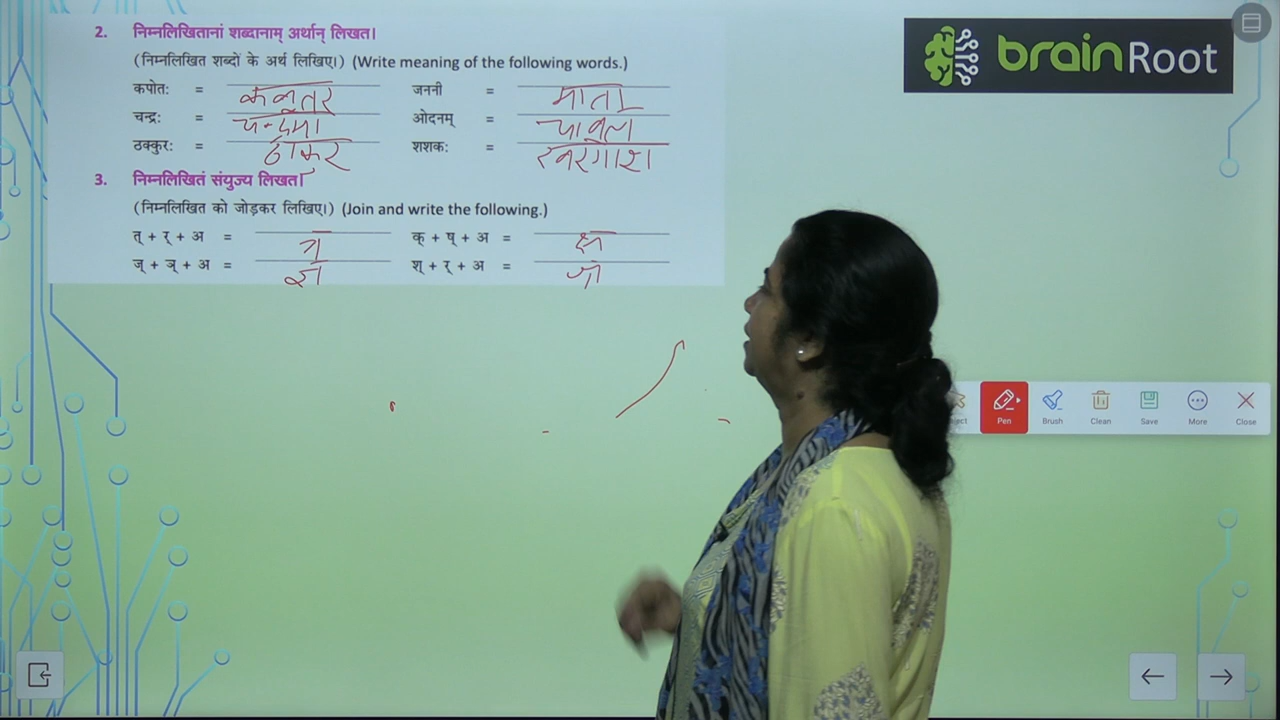 2. निम्नलिखितानां शब्दानाम् अर्थान् लिखत।
(निम्नलिखित शब्दों के अर्थ लिखिए।) (Write meaning of the following words.)
कपोतः = कबूतर जननी = माता
चन्द्रः = चन्दमा ओदनम् = चावल
ठक्कुरः = ठाकुर शशकः = खरगोश
3. निम्नलिखितं संयुज्य लिखत।
(निम्नलिखित को जोड़कर लिखिए।) (Join and write the following.)
त् + र् + अ = त्र क् + ष् + अ = क्ष
ज् + ञ् + अ = ज्ञ श् + र् + अ = श्र
brainRoot
Pen Brush Clean Save More Close